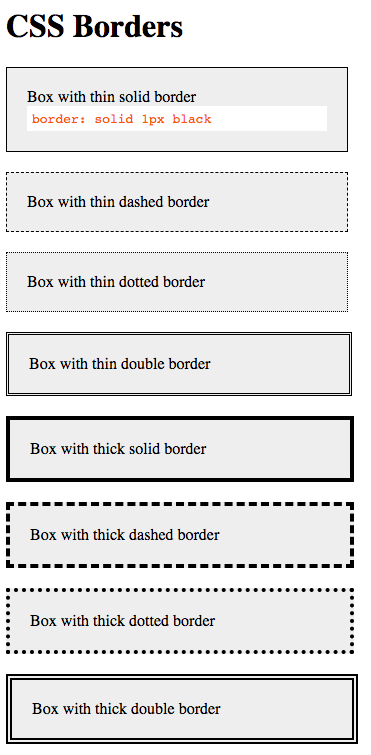 CSS Borders
Box with thin solid border
border: solid 1px black
Box with thin dashed border
Box with thin dotted border
Box with thin double border
Box with thick solid border
Box with thick dashed border
Box with thick dotted border
Box with thick double border